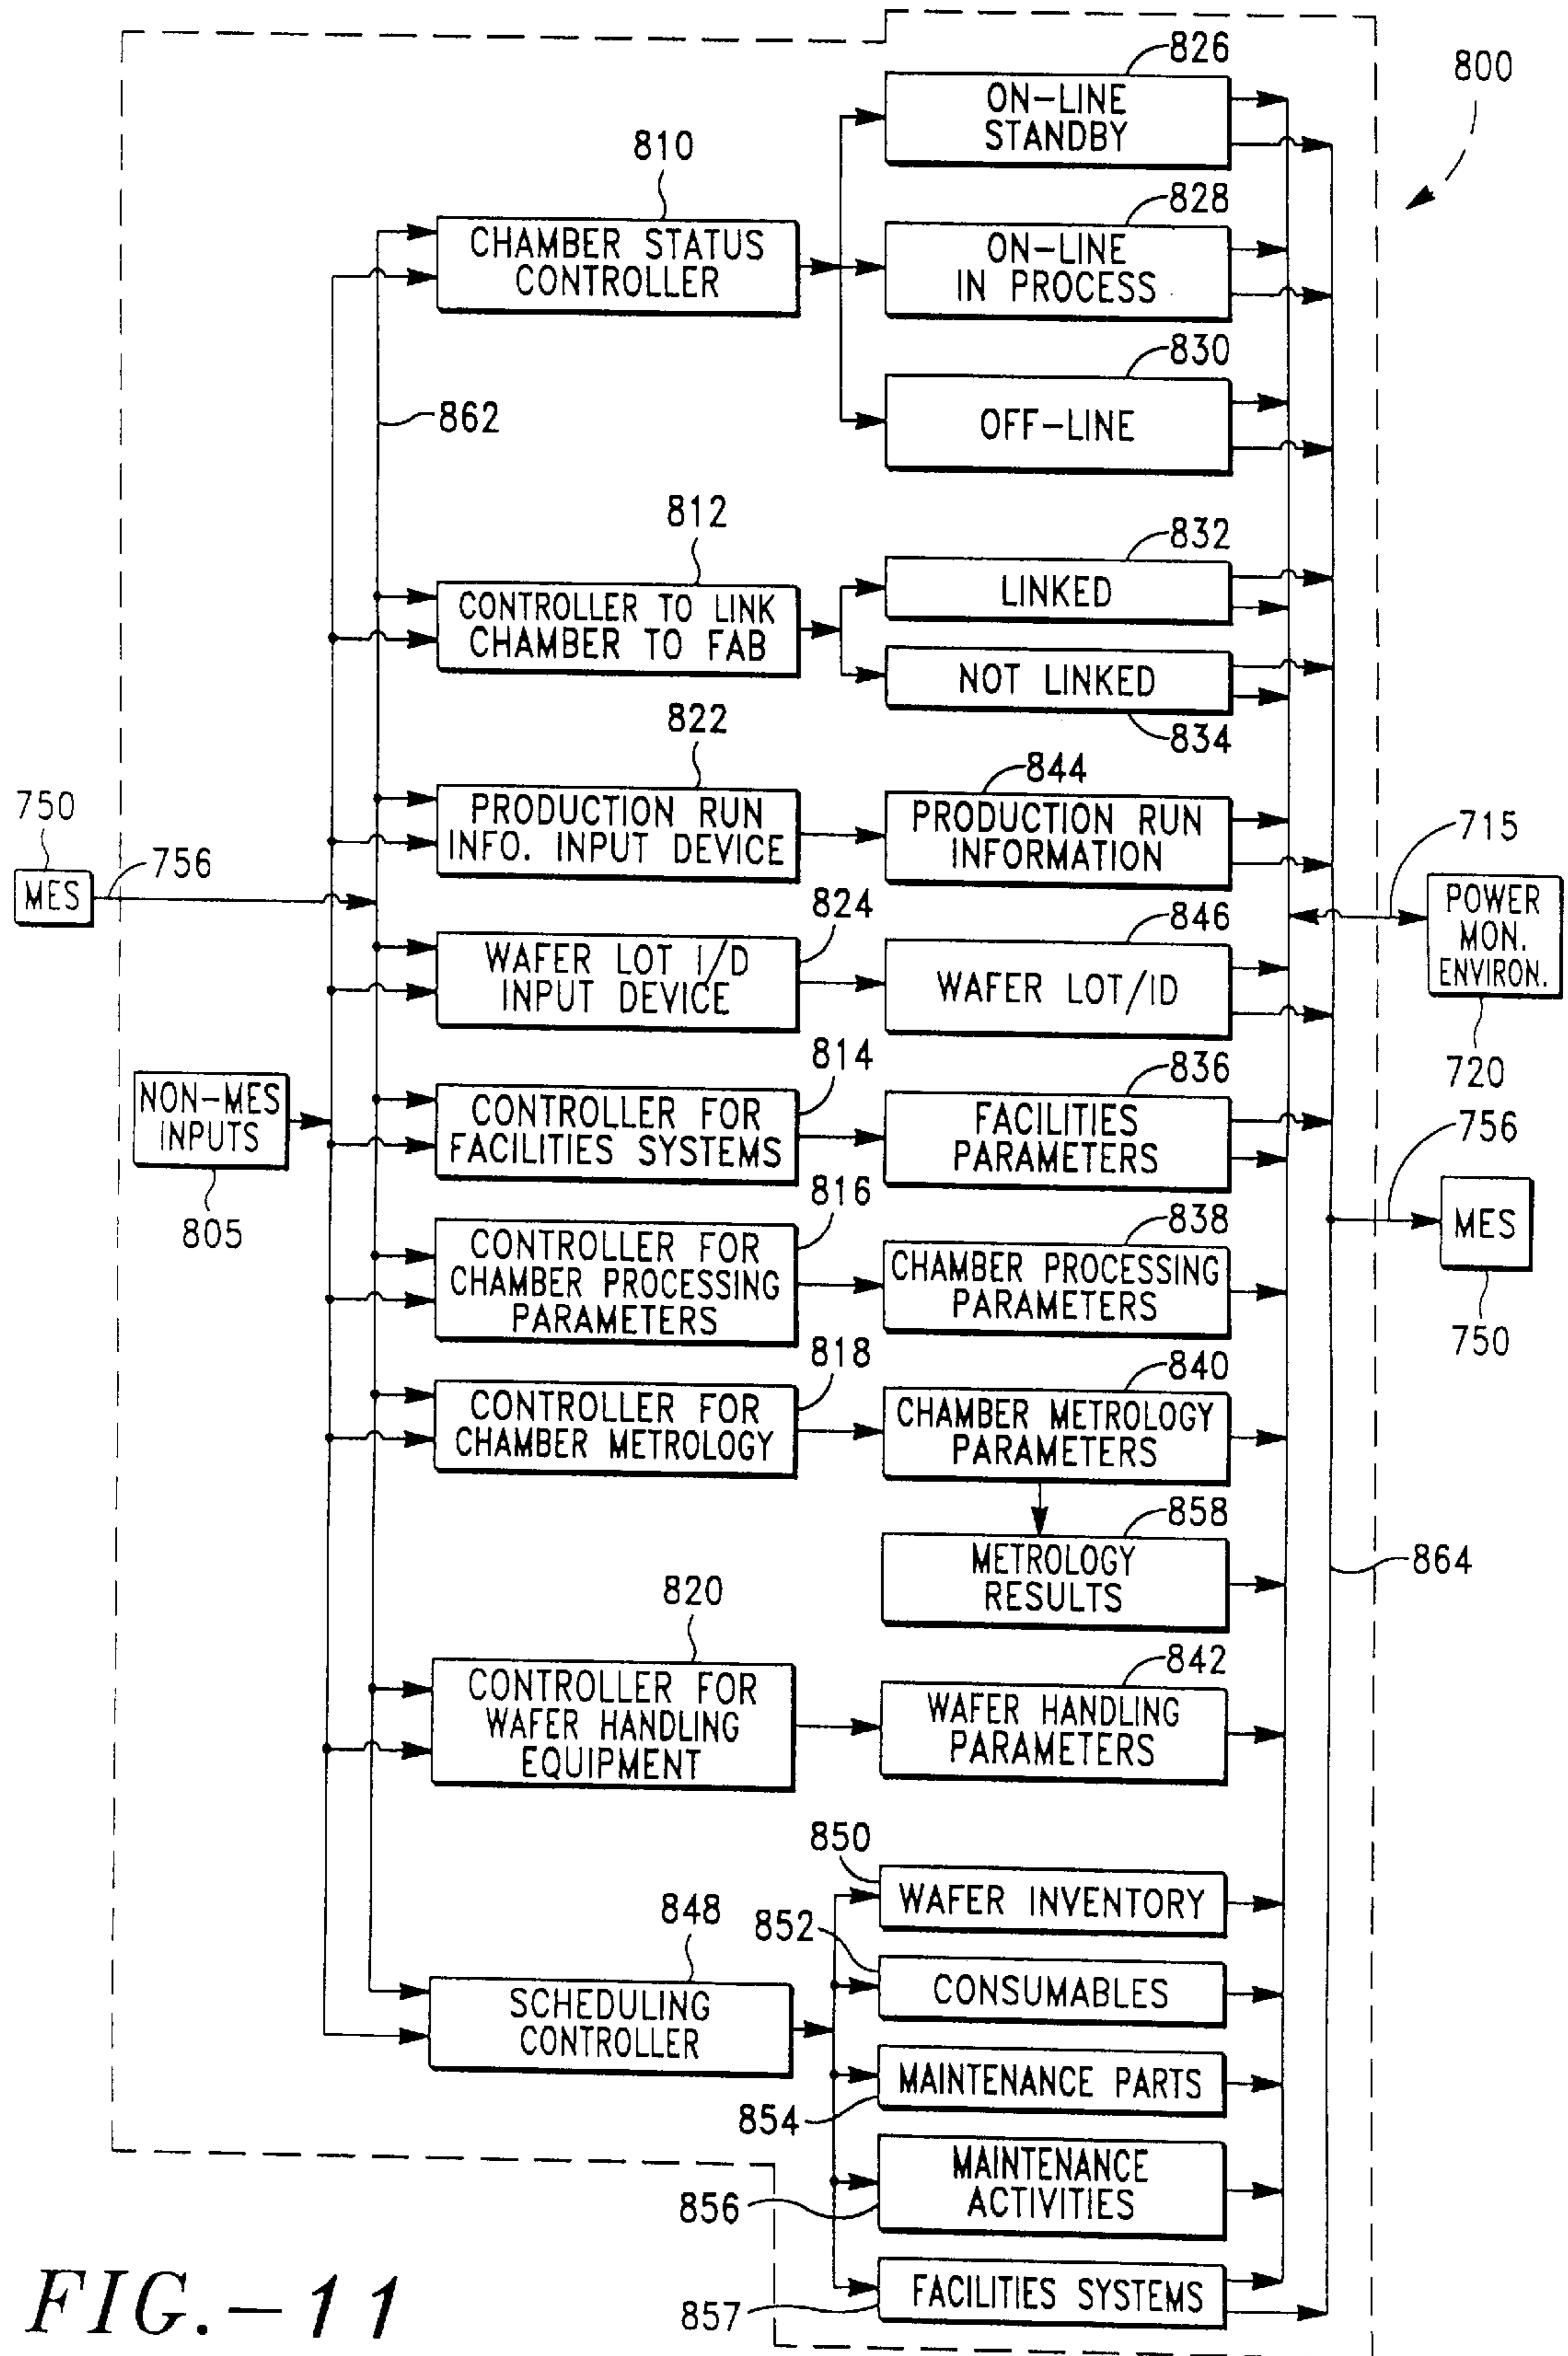 826
ON-LINE
STANDBY
800
810
CHAMBER STATUS
CONTROLLER
828
ON-LINE
IN PROCESS
830
OFF-LINE
862
812
CONTROLLER TO LINK
CHAMBER TO FAB
832
LINKED
NOT LINKED
834
822
PRODUCTION RUN
INFO. INPUT DEVICE
844
PRODUCTION RUN
INFORMATION
750
MES
756
715
POWER
MON.
ENVIRON.
720
824
WAFER LOT I/D
INPUT DEVICE
846
WAFER LOT/ID
NON-MES
INPUTS
805
814
CONTROLLER FOR
FACILITIES SYSTEMS
836
FACILITIES
PARAMETERS
756
MES
750
816
CONTROLLER FOR
CHAMBER PROCESSING
PARAMETERS
838
CHAMBER PROCESSING
PARAMETERS
818
CONTROLLER FOR
CHAMBER METROLOGY
840
CHAMBER METROLOGY
PARAMETERS
858
METROLOGY
RESULTS
864
820
CONTROLLER FOR
WAFER HANDLING
EQUIPMENT
842
WAFER HANDLING
PARAMETERS
848
SCHEDULING
CONTROLLER
850
WAFER INVENTORY
852
CONSUMABLES
MAINTENANCE PARTS
854
MAINTENANCE
ACTIVITIES
856
FACILITIES SYSTEMS
857
FIG.-11